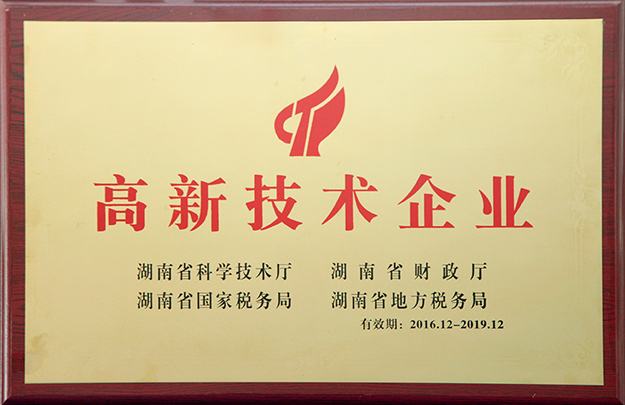 高新技术企业
湖南省科学技术厅 湖南省财政厅
湖南省国家税务局 湖南省地方税务局
有效期：2016.12-2019.12